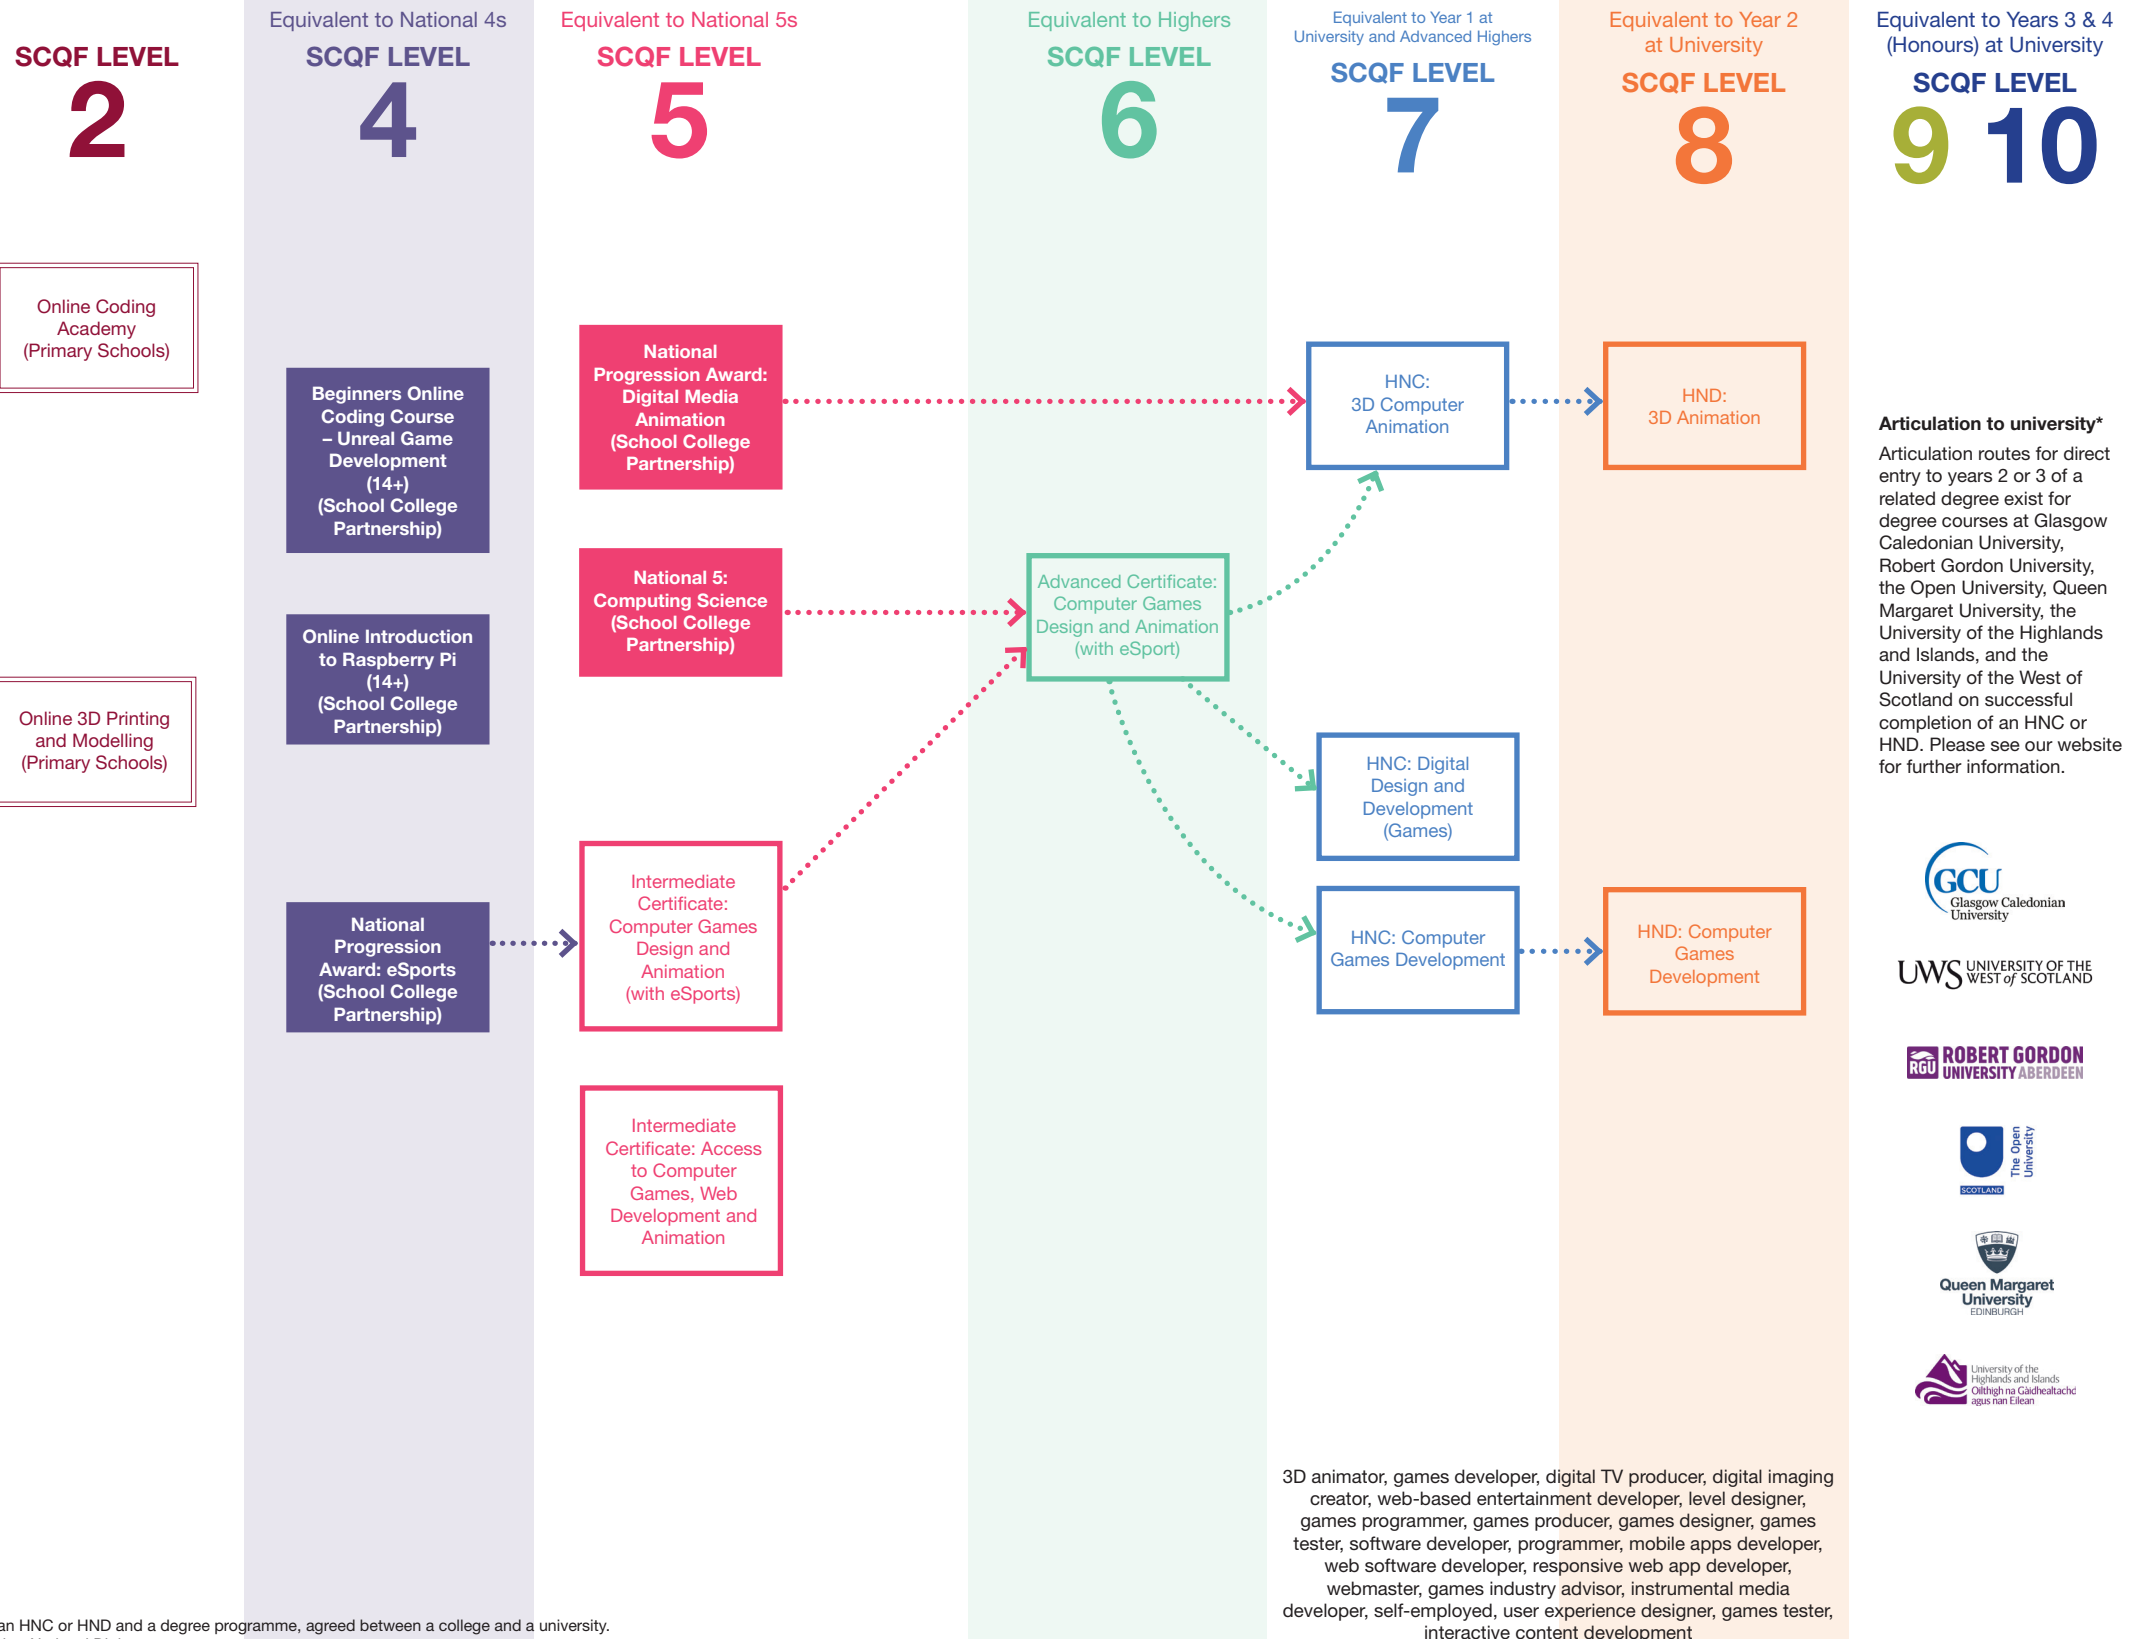 SCQF LEVEL
2
Equivalent to National 4s
SCQF LEVEL
4
Equivalent to National 5s
SCQF LEVEL
5
Equivalent to Highers
SCQF LEVEL
6
Equivalent to Year 1 at
University and Advanced Highers
SCQF LEVEL
7
Equivalent to Year 2
at University
SCQF LEVEL
8
Equivalent to Years 3 & 4
(Honours) at University
SCQF LEVEL
9 10
Online Coding
Academy
(Primary Schools)
Online 3D Printing
and Modelling
(Primary Schools)
Beginners Online
Coding Course
– Unreal Game
Development
(14+)
(School College
Partnership)
Online Introduction
to Raspberry Pi
(14+)
(School College
Partnership)
National
Progression
Award: eSports
(School College
Partnership)
National
Progression Award:
Digital Media
Animation
(School College
Partnership)
National 5:
Computing Science
(School College
Partnership)
Intermediate
Certificate:
Computer Games
Design and
Animation
(with eSports)
Intermediate
Certificate: Access
to Computer
Games, Web
Development and
Animation
Advanced Certificate:
Computer Games
Design and Animation
(with eSport)
HNC:
3D Computer
Animation
HNC: Digital
Design and
Development
(Games)
HNC: Computer
Games Development
HND:
3D Animation
HND: Computer
Games
Development
Articulation to university*
Articulation routes for direct
entry to years 2 or 3 of a
related degree exist for
degree courses at Glasgow
Caledonian University,
Robert Gordon University,
the Open University, Queen
Margaret University, the
University of the Highlands
and Islands, and the
University of the West of
Scotland on successful
completion of an HNC or
HND. Please see our website
for further information.
GCU
Glasgow Caledonian
University
UWS UNIVERSITY OF THE
WEST of SCOTLAND
RGU ROBERT GORDON
UNIVERSITY ABERDEEN
The Open
University
SCOTLAND
Queen Margaret
University
EDINBURGH
University of the
Highlands and Islands
Oilthigh na Gàidhealtachd
agus nan Eilean
3D animator, games developer, digital TV producer, digital imaging
creator, web-based entertainment developer, level designer,
games programmer, games producer, games designer, games
tester, software developer, programmer, mobile apps developer,
web software developer, responsive web app developer,
webmaster, games industry advisor, instrumental media
developer, self-employed, user experience designer, games tester,
interactive content development
an HNC or HND and a degree programme, agreed between a college and a university.